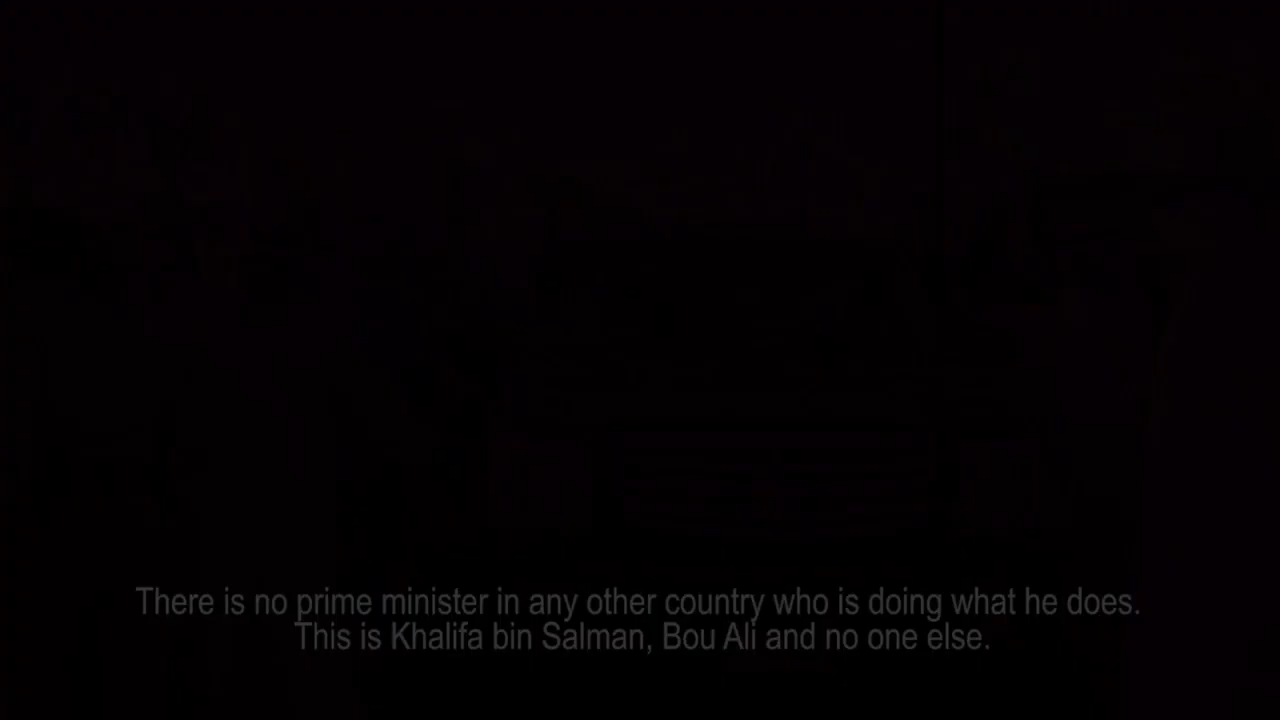 There is no prime minister in any other country who is doing what he does.
This is Khalifa bin Salman, Bou Ali and no one else.